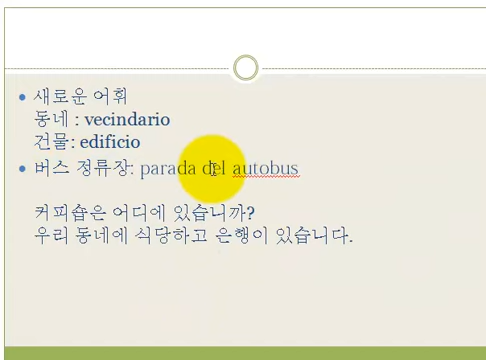 새로운 어휘
동네 : vecindario
건물: edificio
버스 정류장: parada del autobus
커피숍은 어디에 있습니까?
우리 동네에 식당하고 은행이 있습니다.